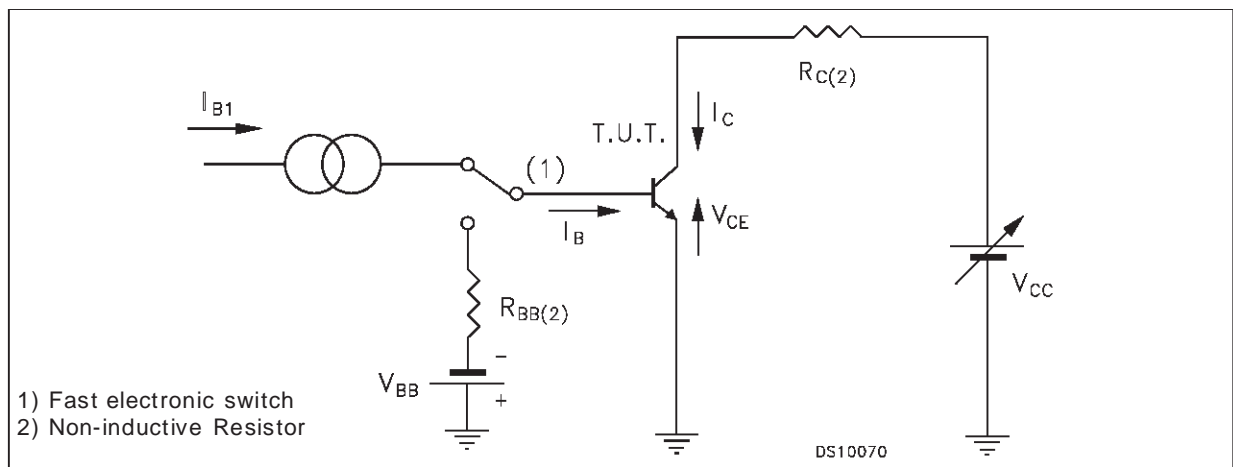 I_B1
R_C(2)
I_C
T.U.T.
(1)
V_CE
I_B
R_BB(2)
V_CC
−
V_BB
+
1) Fast electronic switch
2) Non-inductive Resistor
DS10070